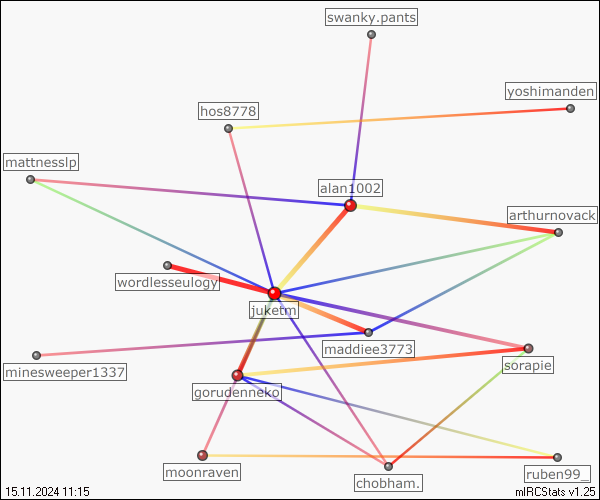 swanky.pants
yoshimanden
hos8778
mattnesslp
alan1002
arthurnovack
wordlesseulogy
juketm
maddiee3773
minesweeper1337
sorapie
gorudenneko
moonraven
chobham.
ruben99_
15.11.2024 11:15
mIRCStats v1.25